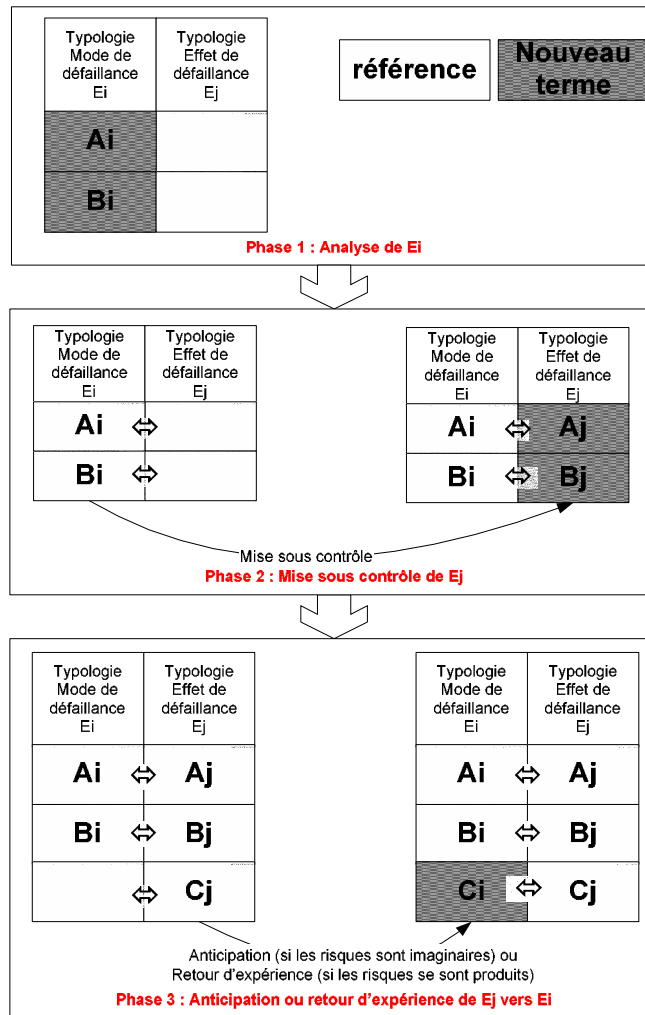 Typologie
Mode de
défaillance
Ei
Typologie
Effet de
défaillance
Ej
référence
Nouveau
terme
Ai
Bi
Phase 1 : Analyse de Ei
Typologie
Mode de
défaillance
Ei
Typologie
Effet de
défaillance
Ej
Ai
Bi
Typologie
Mode de
défaillance
Ei
Typologie
Effet de
défaillance
Ej
Ai
Aj
Bi
Bj
Mise sous contrôle
Phase 2 : Mise sous contrôle de Ej
Typologie
Mode de
défaillance
Ei
Typologie
Effet de
défaillance
Ej
Ai
Aj
Bi
Bj
Cj
Typologie
Mode de
défaillance
Ei
Typologie
Effet de
défaillance
Ej
Ai
Aj
Bi
Bj
Ci
Cj
Anticipation (si les risques sont imaginaires) ou
Retour d'expérience (si les risques se sont produits)
Phase 3 : Anticipation ou retour d'expérience de Ej vers Ei